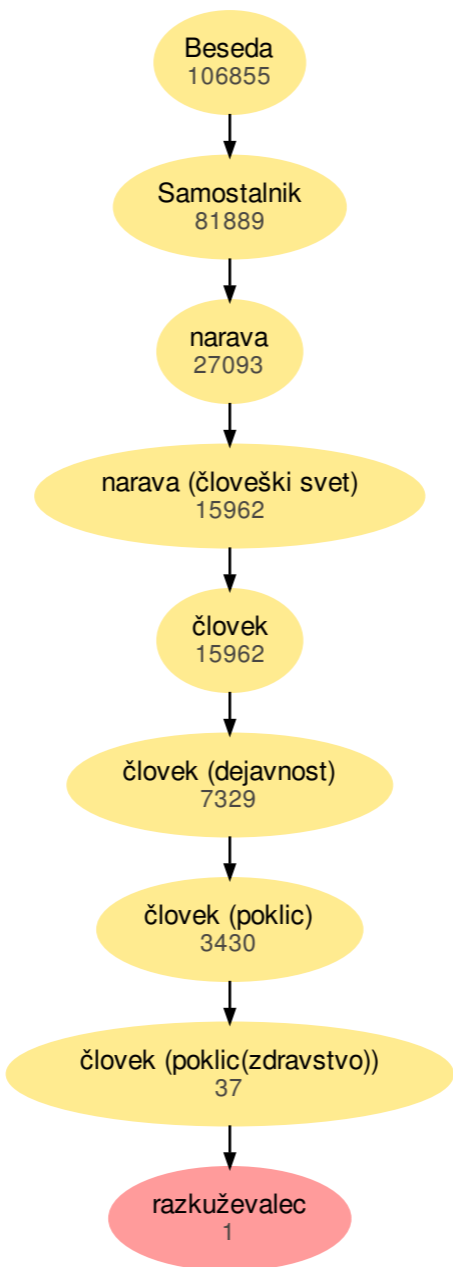 Beseda
106855
Samostalnik
81889
narava
27093
narava (človeški svet)
15962
človek
15962
človek (dejavnost)
7329
človek (poklic)
3430
človek (poklic(zdravstvo))
37
razkuževalec
1